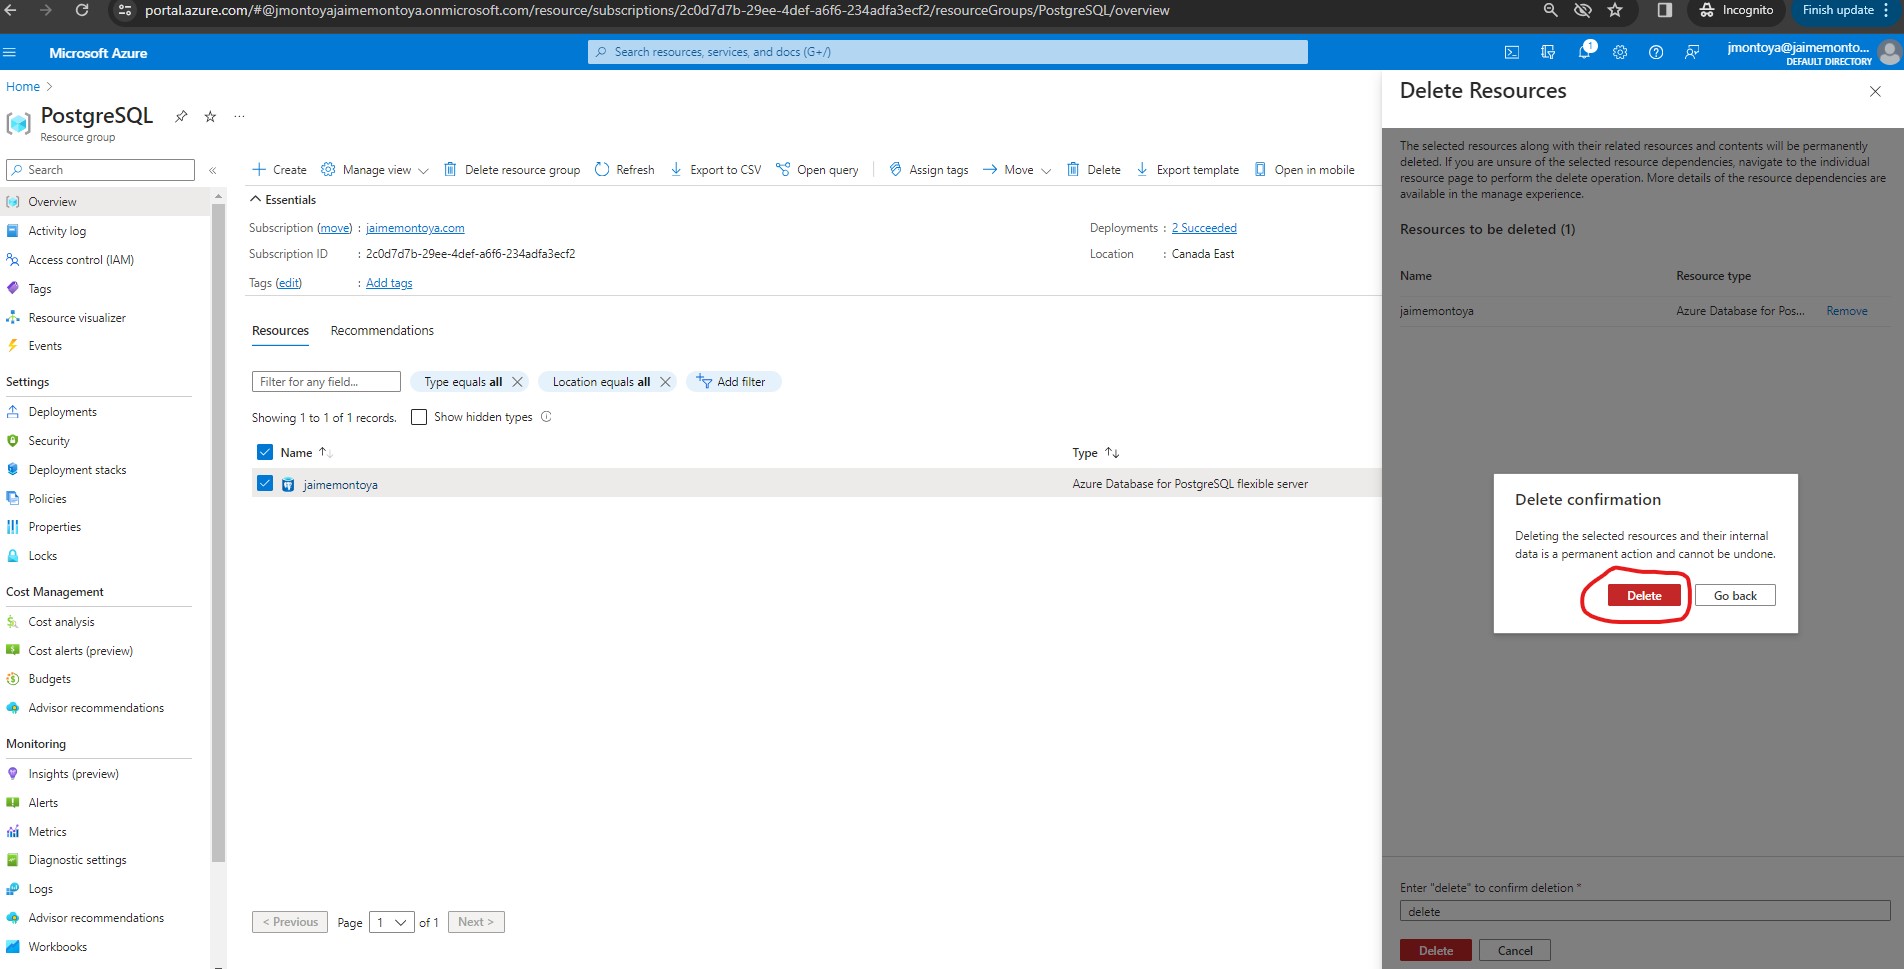 portal.azure.com/#@jmontoyajaimemontoya.onmicrosoft.com/resource/subscriptions/2c0d7d7b-29ee-4def-a6f6-234adfa3ecf2/resourceGroups/PostgreSQL/overview
Incognito
Finish update
Microsoft Azure
Search resources, services, and docs (G+/)
1
jmontoya@jaimemonto...
DEFAULT DIRECTORY
Home >
PostgreSQL
Resource group
Search
«
Overview
Activity log
Access control (IAM)
Tags
Resource visualizer
Events
Settings
Deployments
Security
Deployment stacks
Policies
Properties
Locks
Cost Management
Cost analysis
Cost alerts (preview)
Budgets
Advisor recommendations
Monitoring
Insights (preview)
Alerts
Metrics
Diagnostic settings
Logs
Advisor recommendations
Workbooks
Create Manage view Delete resource group Refresh Export to CSV Open query Assign tags Move Delete Export template Open in mobile
Essentials
Subscription (move) : jaimemontoya.com
Subscription ID : 2c0d7d7b-29ee-4def-a6f6-234adfa3ecf2
Tags (edit) : Add tags
Deployments : 2 Succeeded
Location : Canada East
Resources Recommendations
Filter for any field... Type equals all Location equals all Add filter
Showing 1 to 1 of 1 records. Show hidden types
Name Type
jaimemontoya Azure Database for PostgreSQL flexible server
< Previous Page 1 of 1 Next >
Delete Resources
The selected resources along with their related resources and contents will be permanently
deleted. If you are unsure of the selected resource dependencies, navigate to the individual
resource page to perform the delete operation. More details of the resource dependencies are
available in the manage experience.
Resources to be deleted (1)
Name Resource type
jaimemontoya Azure Database for Pos... Remove
Delete confirmation
Deleting the selected resources and their internal
data is a permanent action and cannot be undone.
Delete Go back
Enter "delete" to confirm deletion *
delete
Delete Cancel